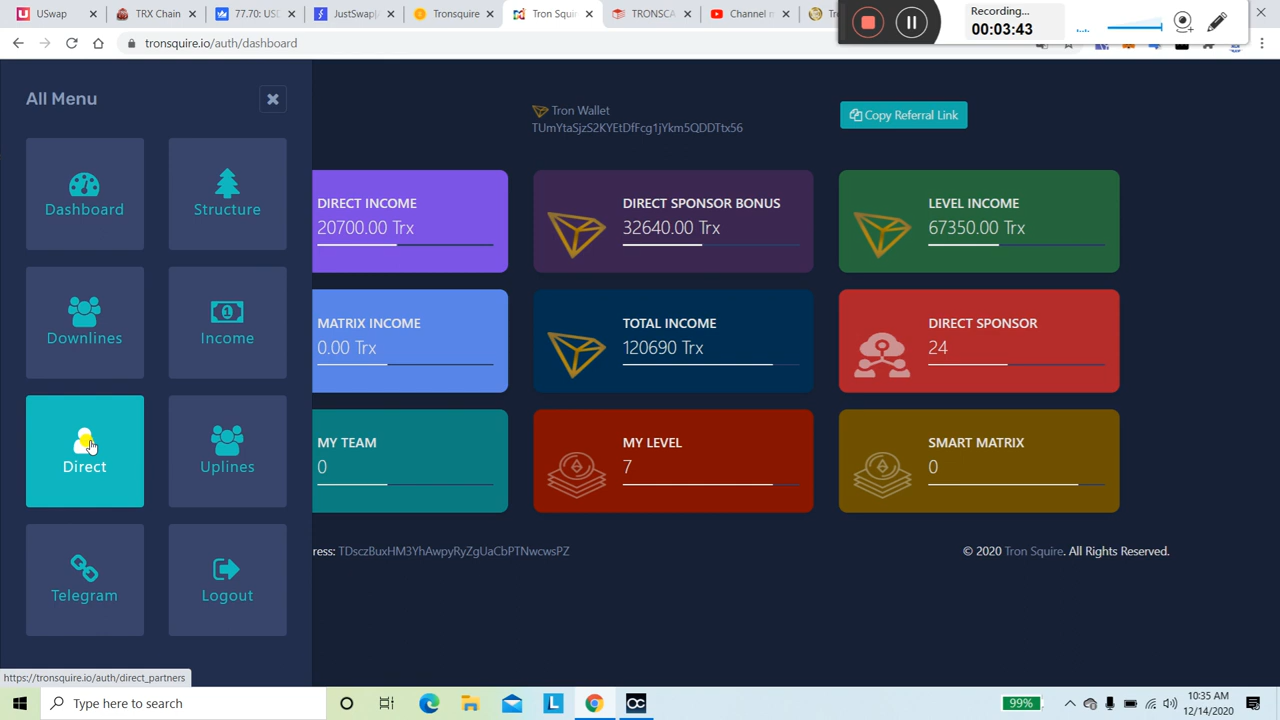 USwap
TRX Chain
77.70: US
JustSwap
Tronsquire
Tron Squir
TRONSCA
Channel m
Tro
Recording...
00:03:43
tronsquire.io/auth/dashboard
All Menu
Dashboard
Structure
Downlines
Income
Direct
Uplines
Telegram
Logout
Tron Wallet
TUmYtaSjzS2KYEtDfFcg1jYkm5QDDTtx56
Copy Referral Link
DIRECT INCOME
20700.00 Trx
DIRECT SPONSOR BONUS
32640.00 Trx
LEVEL INCOME
67350.00 Trx
MATRIX INCOME
0.00 Trx
TOTAL INCOME
120690 Trx
DIRECT SPONSOR
24
MY TEAM
0
MY LEVEL
7
SMART MATRIX
0
ress: TDsczBuxHM3YhAwpyRyZgUaCbPTNwcwsPZ
© 2020 Tron Squire. All Rights Reserved.
https://tronsquire.io/auth/direct_partners
Type here to search
99%
10:35 AM
12/14/2020